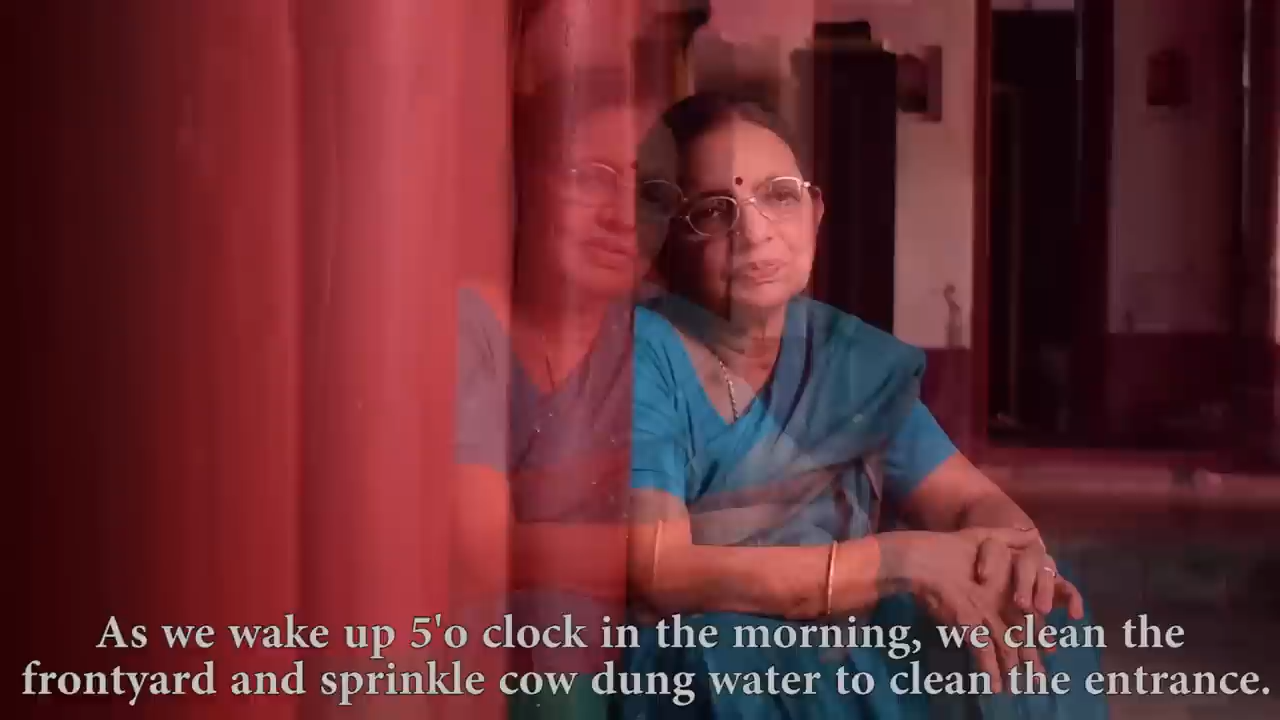 As we wake up 5'o clock in the morning, we clean the
frontyard and sprinkle cow dung water to clean the entrance.